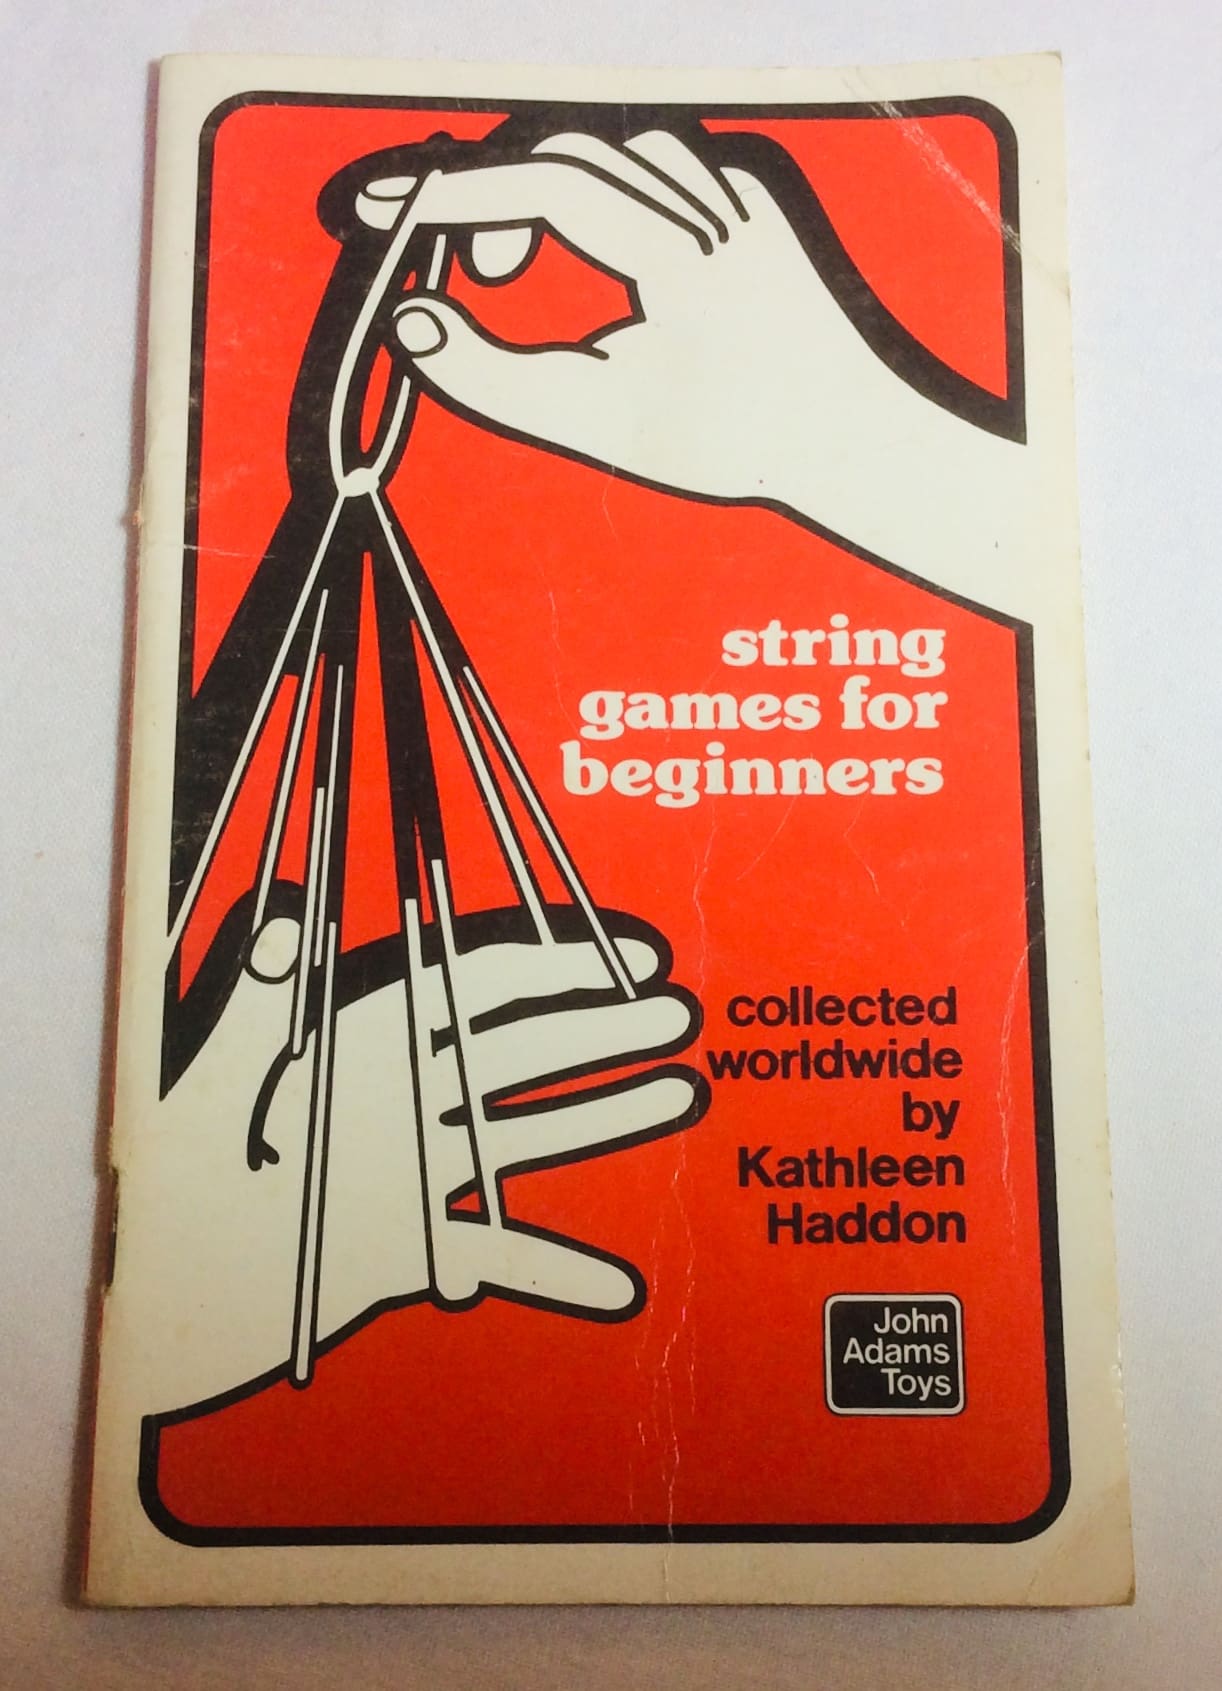 string
games for
beginners
collected
worldwide
by
Kathleen
Haddon
John
Adams
Toys